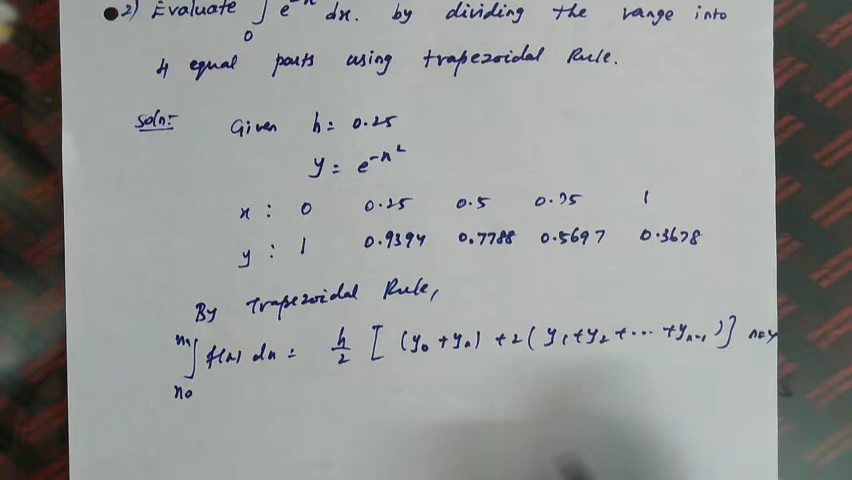 2) Evaluate ∫ e^-x dx. by dividing the range into
0
4 equal parts using trapezoidal Rule.
Soln:- Given h = 0.25
y = e^-x²
x : 0 0.25 0.5 0.75 1
y : 1 0.9394 0.7788 0.5697 0.3678
By Trapezoidal Rule,
∫ f(x) dx = h/2 [ (y₀ + yₙ) + 2 ( y₁ + y₂ + ... + yₙ₋₁ ) ]
x₀